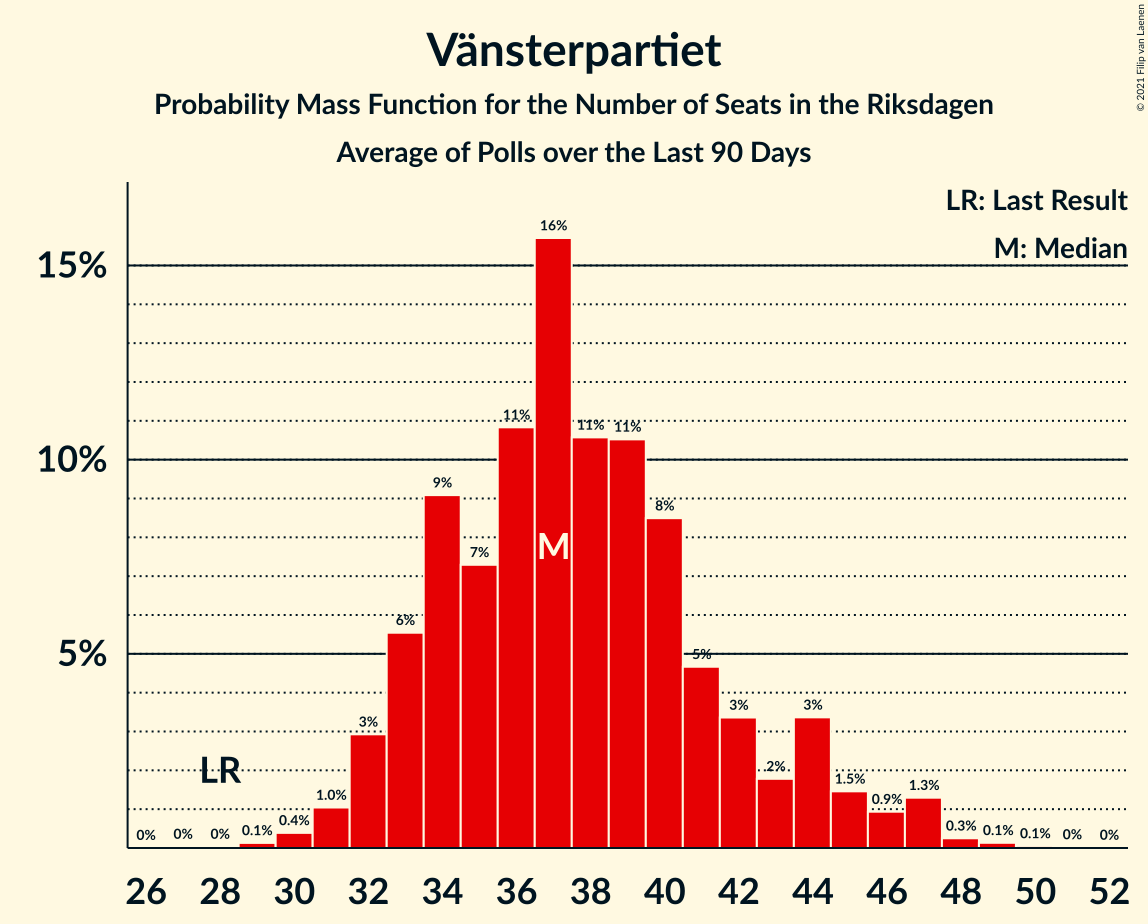 © 2021 Filip van Laenen
Vänsterpartiet
Probability Mass Function for the Number of Seats in the Riksdagen
Average of Polls over the Last 90 Days
LR: Last Result
M: Median
15%
10%
5%
0% 0% 0% 0.1% 0.4% 1.0% 3% 6% 9% 7% 11% 16% 11% 11% 8% 5% 3% 2% 3% 1.5% 0.9% 1.3% 0.3% 0.1% 0.1% 0% 0%
LR
M
26 28 30 32 34 36 38 40 42 44 46 48 50 52